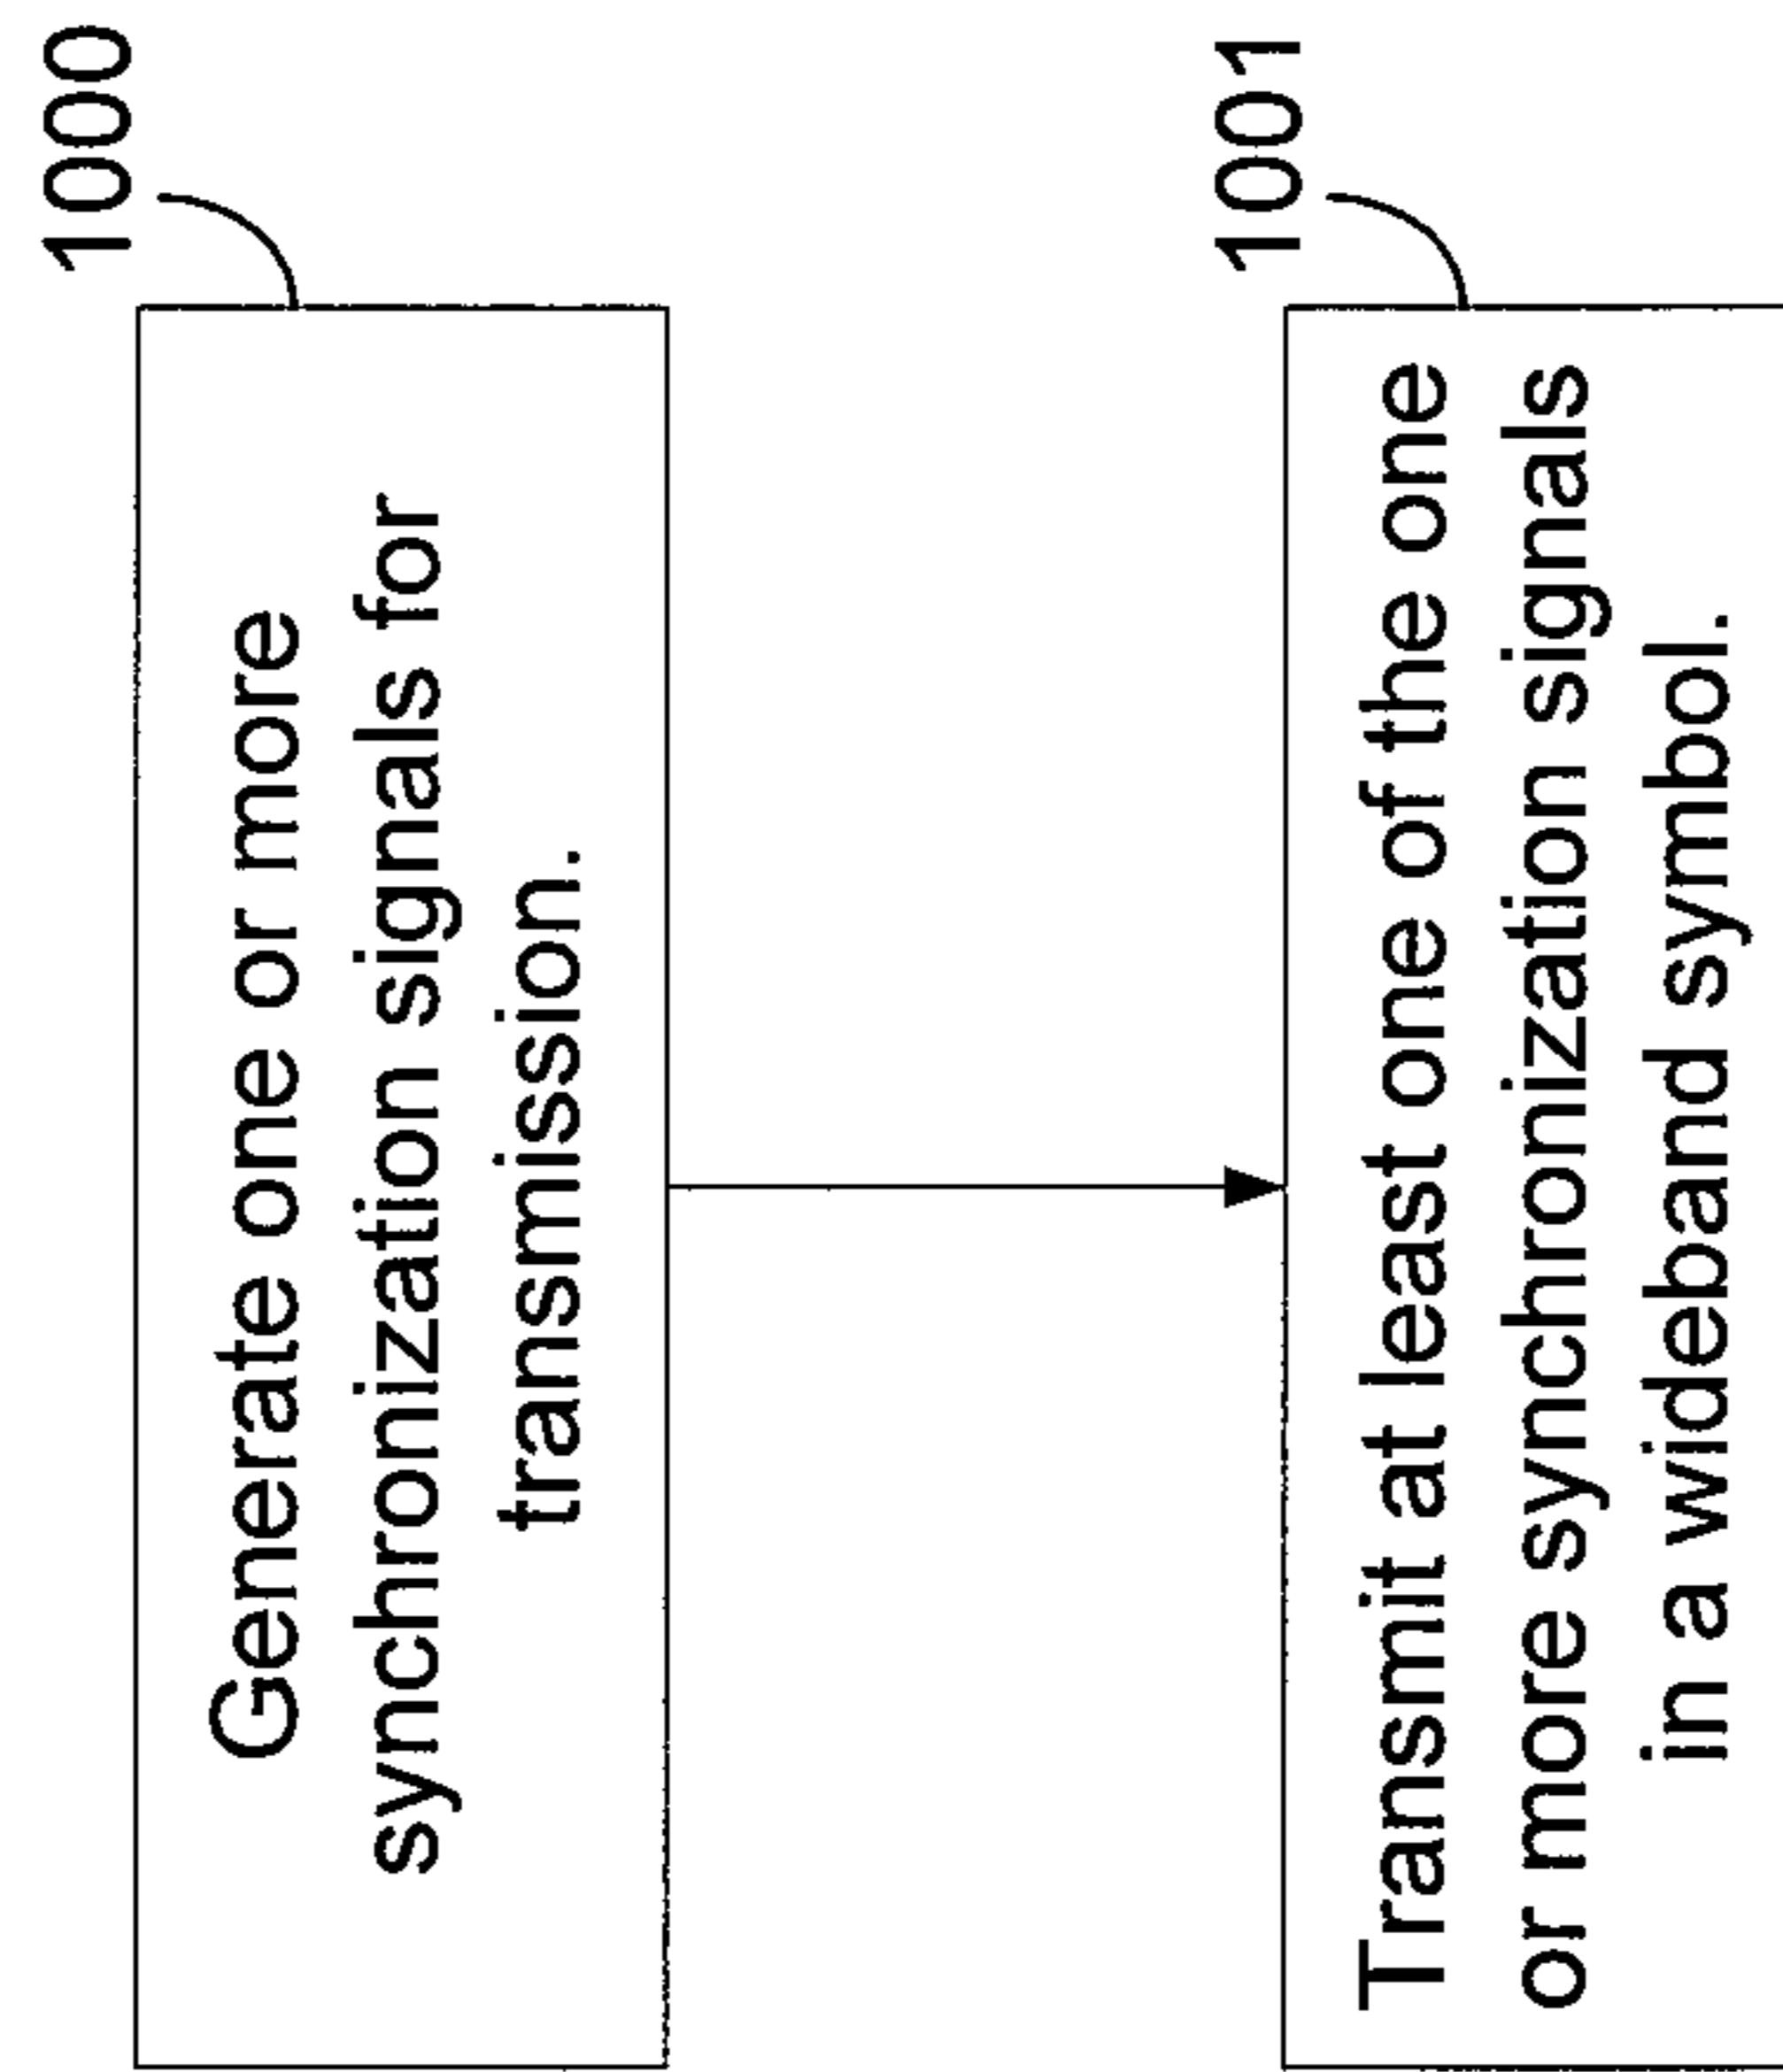 1000
Generate one or more
synchronization signals for
transmission.
1001
Transmit at least one of the one
or more synchronization signals
in a wideband symbol.